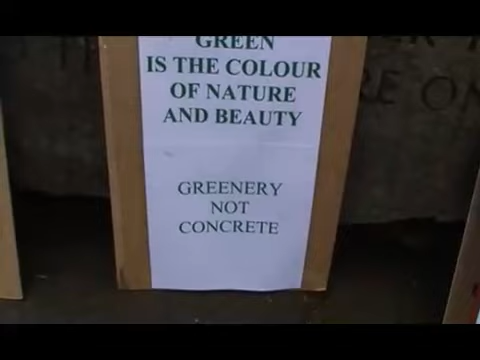 GREEN
IS THE COLOUR
OF NATURE
AND BEAUTY
GREENERY
NOT
CONCRETE